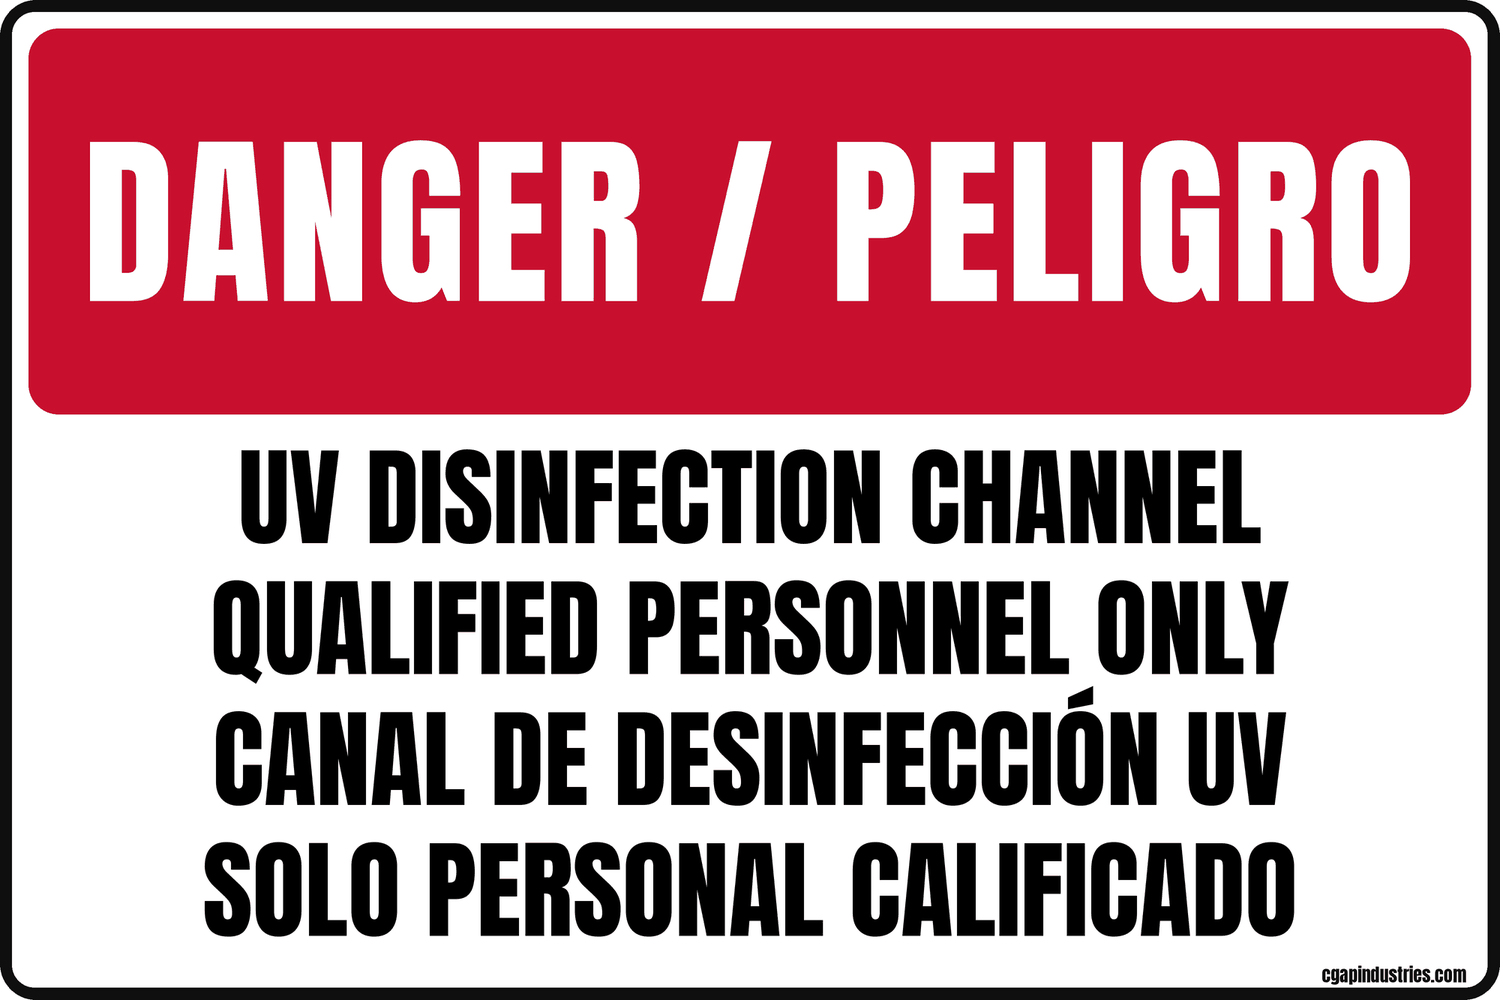 DANGER / PELIGRO
UV DISINFECTION CHANNEL
QUALIFIED PERSONNEL ONLY
CANAL DE DESINFECCIÓN UV
SOLO PERSONAL CALIFICADO
cgapindustries.com